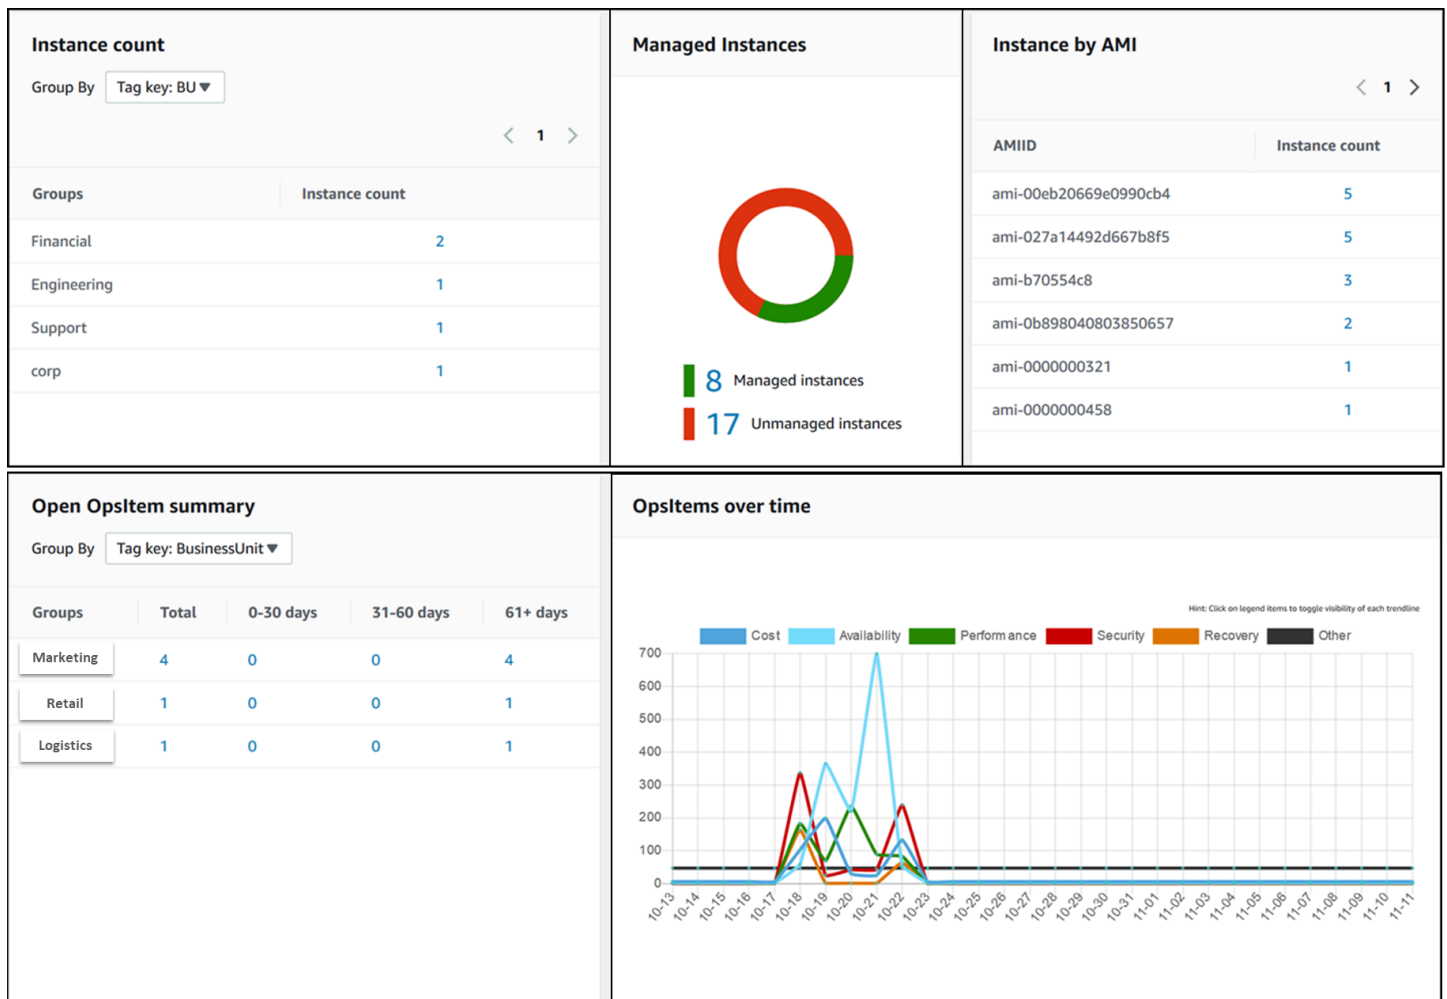 Instance count
Group By Tag key: BU
1
Groups Instance count
Financial 2
Engineering 1
Support 1
corp 1
Managed Instances
8 Managed instances
17 Unmanaged instances
Instance by AMI
1
AMIID Instance count
ami-00eb20669e0990cb4 5
ami-027a14492d667b8f5 5
ami-b70554c8 3
ami-0b898040803850657 2
ami-0000000321 1
ami-0000000458 1
Open OpsItem summary
Group By Tag key: BusinessUnit
Groups Total 0-30 days 31-60 days 61+ days
Marketing 4 0 0 4
Retail 1 0 0 1
Logistics 1 0 0 1
OpsItems over time
Hint: Click on legend items to toggle visibility of each trendline
Cost Availability Performance Security Recovery Other
700
600
500
400
300
200
100
0
10-13 10-14 10-15 10-16 10-17 10-18 10-19 10-20 10-21 10-22 10-23 10-24 10-25 10-26 10-27 10-28 10-29 10-30 10-31 11-01 11-02 11-03 11-04 11-05 11-06 11-07 11-08 11-09 11-10 11-11